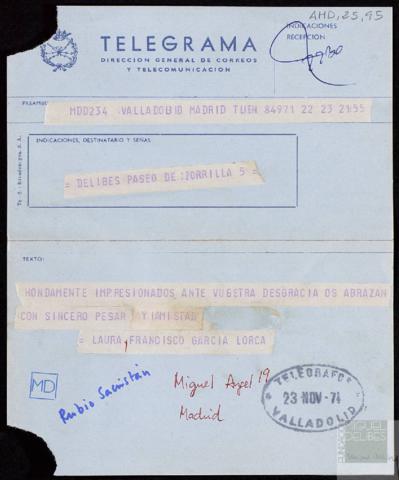 AHD, 25, 95
TELEGRAMA
DIRECCION GENERAL DE CORREOS
Y TELECOMUNICACION
INDICACIONES
RECEPCION
MDD234 VALLADOLID MADRID TUEN 84971 22 23 2155
INDICACIONES, DESTINATARIO Y SEÑAS
= DELIBES PASEO DE ZORRILLA 5 =
TEXTO:
HONDAMENTE IMPRESIONADOS ANTE VUESTRA DESGRACIA OS ABRAZAN
CON SINCERO PESAR Y AMISTAD
= LAURA, FRANCISCO GARCIA LORCA
MD
Rubio Sacristán
Miguel Angel 19
Madrid
TELEGRAFOS
23 NOV-74
VALLADOLID
MIGUEL
DELIBES